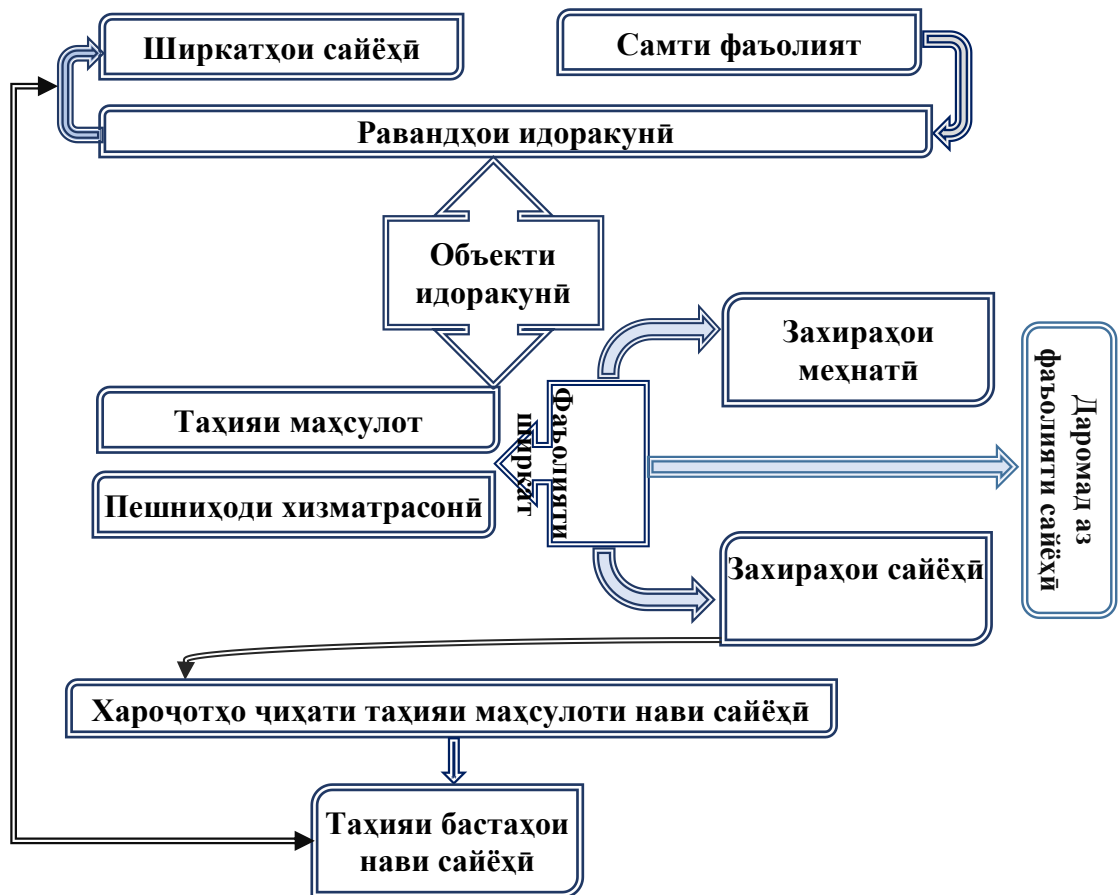 Ширкатҳои сайёҳӣ
Самти фаъолият
Равандҳои идоракунӣ
Объекти
идоракунӣ
Захираҳои
меҳнатӣ
Таҳияи маҳсулот
Пешниҳоди хизматрасонӣ
Фаъолияти
ширкат
Даромад аз
фаъолияти сайёҳӣ
Захираҳои сайёҳӣ
Хароҷотҳо ҷиҳати таҳияи маҳсулоти нави сайёҳӣ
Таҳияи бастаҳои
нави сайёҳӣ